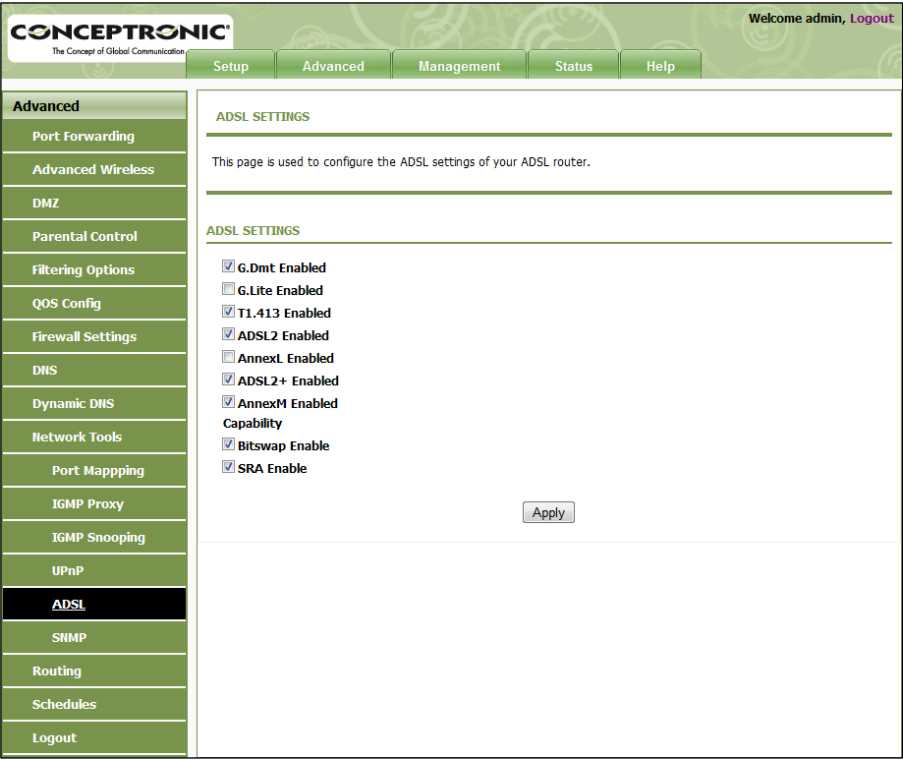 Welcome admin, Logout
CONCEPTRONIC®
The Concept of Global Communication
Setup Advanced Management Status Help
Advanced
Port Forwarding
Advanced Wireless
DMZ
Parental Control
Filtering Options
QOS Config
Firewall Settings
DNS
Dynamic DNS
Network Tools
Port Mappping
IGMP Proxy
IGMP Snooping
UPnP
ADSL
SNMP
Routing
Schedules
Logout
ADSL SETTINGS
This page is used to configure the ADSL settings of your ADSL router.
ADSL SETTINGS
G.Dmt Enabled
G.Lite Enabled
T1.413 Enabled
ADSL2 Enabled
AnnexL Enabled
ADSL2+ Enabled
AnnexM Enabled
Capability
Bitswap Enable
SRA Enable
Apply